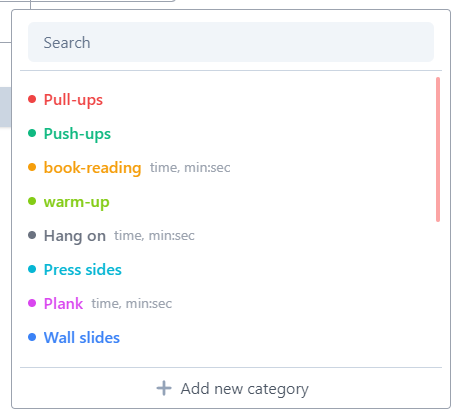 Search
Pull-ups
Push-ups
book-reading time, min:sec
warm-up
Hang on time, min:sec
Press sides
Plank time, min:sec
Wall slides
Add new category